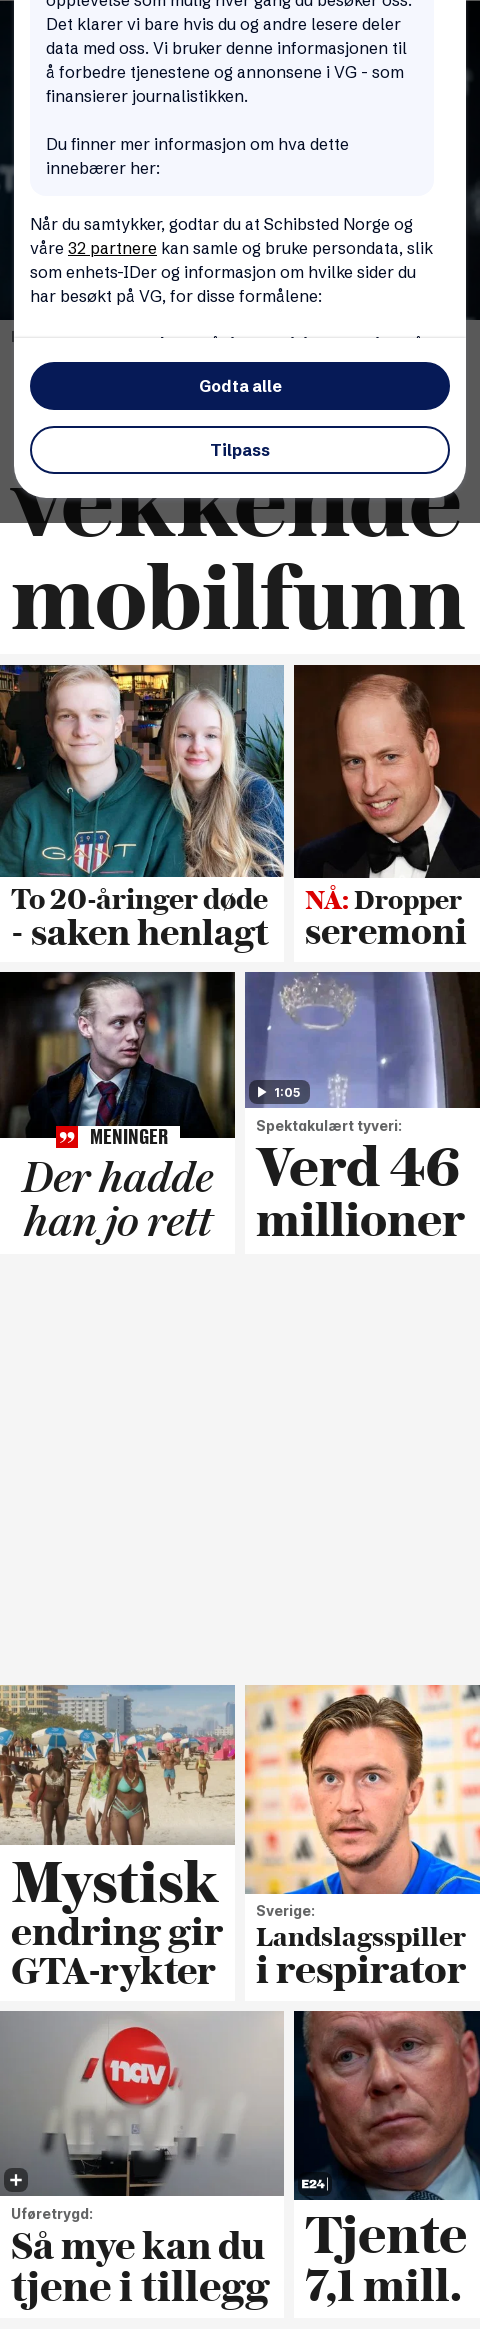 opplevelse som mulig hver gang du besøker oss.
Det klarer vi bare hvis du og andre lesere deler
data med oss. Vi bruker denne informasjonen til
å forbedre tjenestene og annonsene i VG - som
finansierer journalistikken.
Du finner mer informasjon om hva dette
innebærer her:
Når du samtykker, godtar du at Schibsted Norge og
våre 32 partnere kan samle og bruke persondata, slik
som enhets-IDer og informasjon om hvilke sider du
har besøkt på VG, for disse formålene:
Godta alle
Tilpass
vekkende
mobilfunn
GANT
To 20-åringer døde
- saken henlagt
NÅ: Dropper
seremoni
MENINGER
Der hadde
han jo rett
1:05
Spektakulært tyveri:
Verd 46
millioner
Mystisk
endring gir
GTA-rykter
Sverige:
Landslagsspiller
i respirator
nav
Uføretrygd:
Så mye kan du
tjene i tillegg
E24
Tjente
7,1 mill.